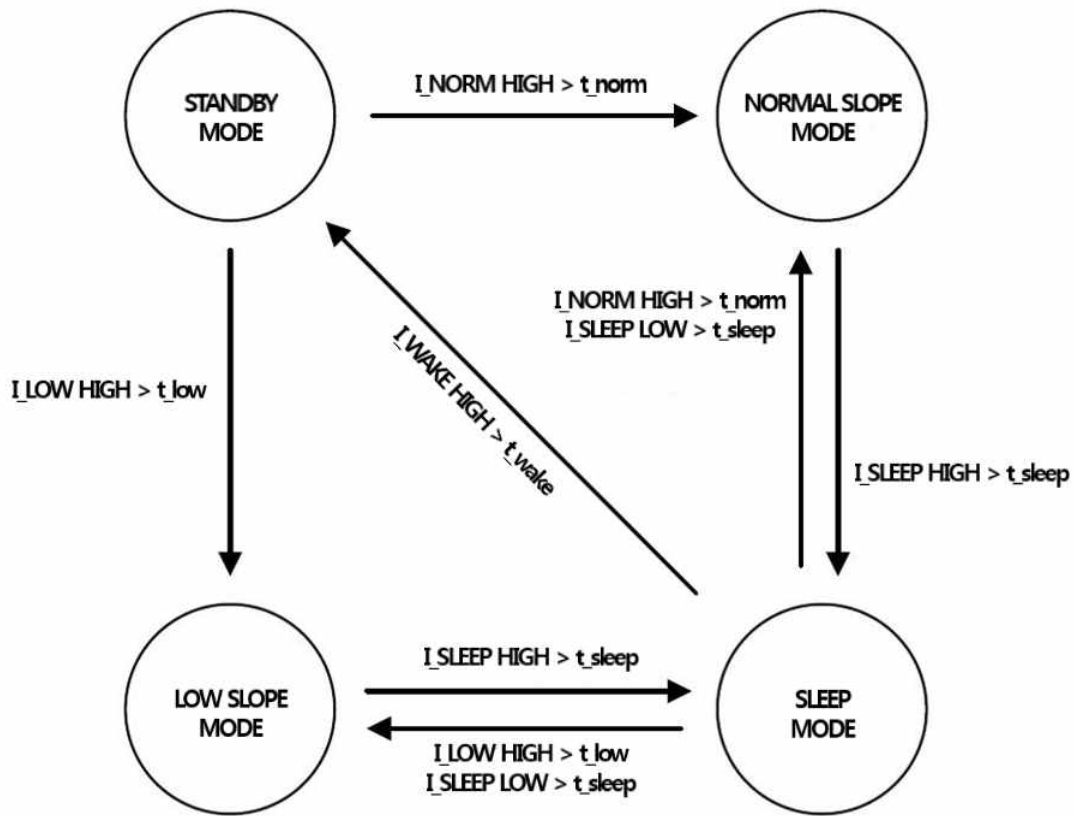 STANDBY
MODE
I_NORM HIGH > t_norm
NORMAL SLOPE
MODE
I_NORM HIGH > t_norm
I_SLEEP LOW > t_sleep
I_WAKE HIGH > t_wake
I_LOW HIGH > t_low
I_SLEEP HIGH > t_sleep
LOW SLOPE
MODE
I_SLEEP HIGH > t_sleep
I_LOW HIGH > t_low
I_SLEEP LOW > t_sleep
SLEEP
MODE